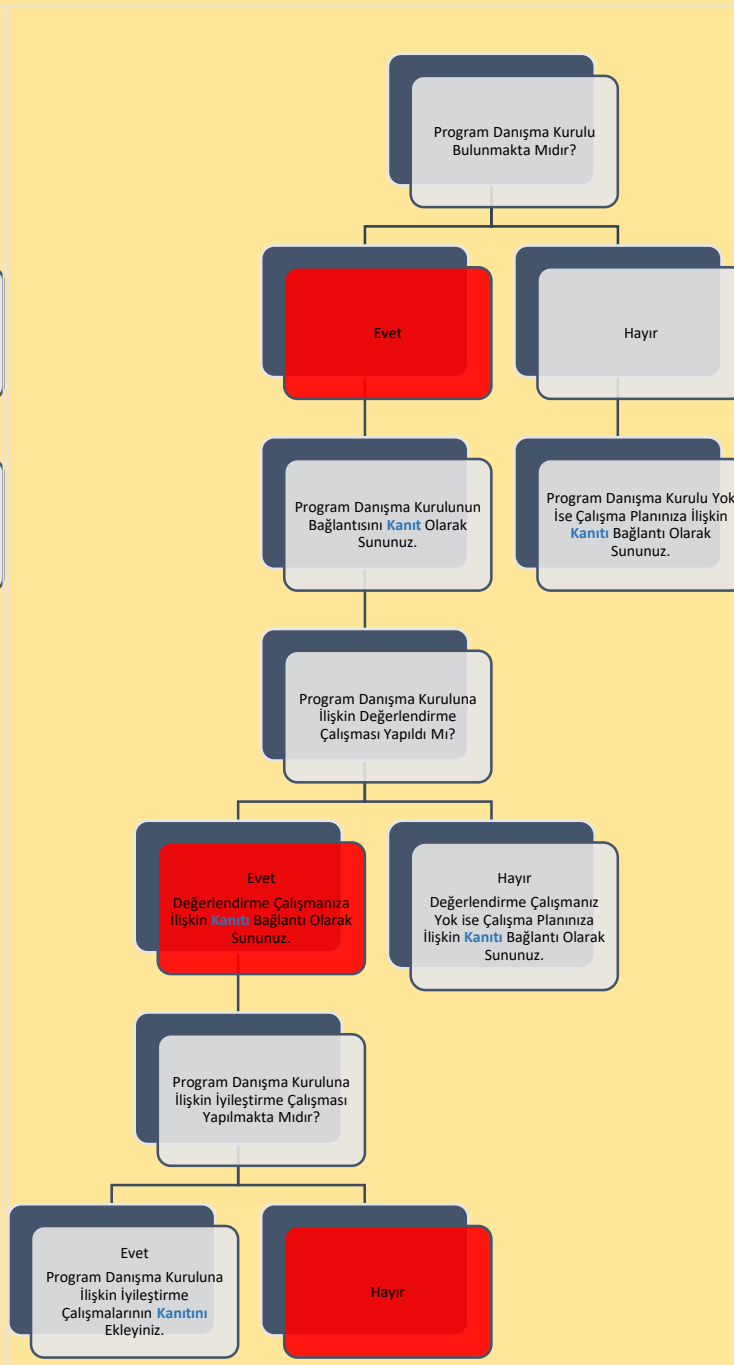 Program Danışma Kurulu
Bulunmakta Mıdır?
Evet
Hayır
Program Danışma Kurulunun
Bağlantısını Kanıt Olarak
Sununuz.
Program Danışma Kurulu Yok
İse Çalışma Planınıza İlişkin
Kanıtı Bağlantı Olarak
Sununuz.
Program Danışma Kuruluna
İlişkin Değerlendirme
Çalışması Yapıldı Mı?
Evet
Değerlendirme Çalışmanıza
İlişkin Kanıtı Bağlantı Olarak
Sununuz.
Hayır
Değerlendirme Çalışmanız
Yok ise Çalışma Planınıza
İlişkin Kanıtı Bağlantı Olarak
Sununuz.
Program Danışma Kuruluna
İlişkin İyileştirme Çalışması
Yapılmakta Mıdır?
Evet
Program Danışma Kuruluna
İlişkin İyileştirme
Çalışmalarının Kanıtını
Ekleyiniz.
Hayır